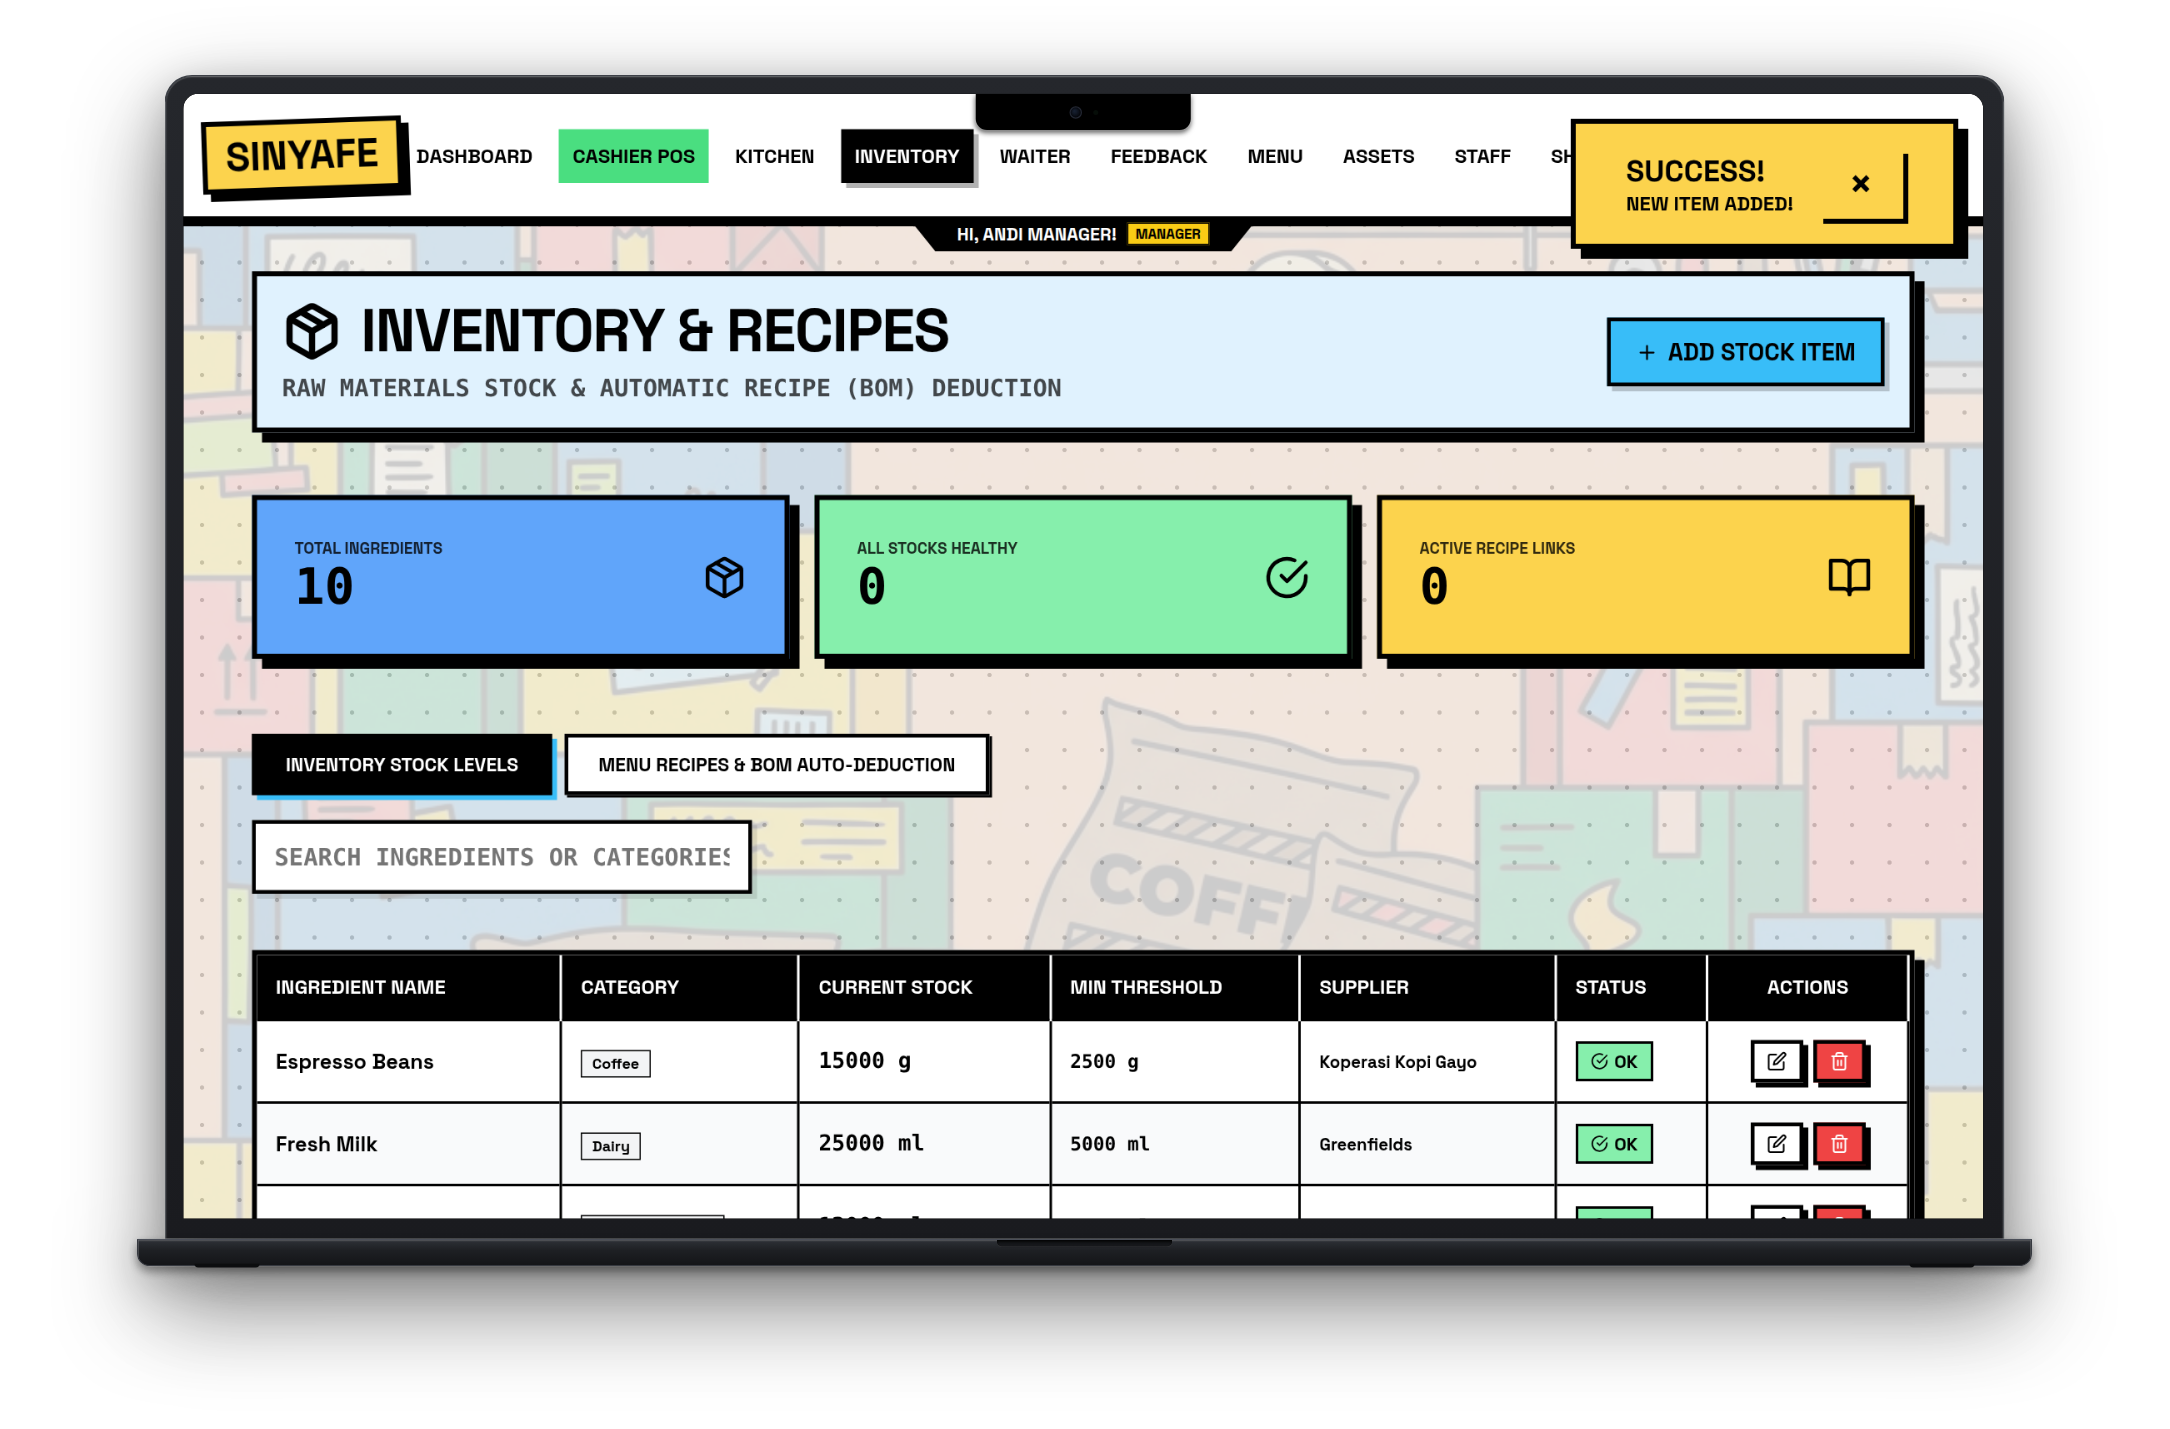 SINYAFE
DASHBOARD
CASHIER POS
KITCHEN
INVENTORY
WAITER
FEEDBACK
MENU
ASSETS
STAFF
SH
SUCCESS!
NEW ITEM ADDED!
HI, ANDI MANAGER! MANAGER
INVENTORY & RECIPES
RAW MATERIALS STOCK & AUTOMATIC RECIPE (BOM) DEDUCTION
+ ADD STOCK ITEM
TOTAL INGREDIENTS
10
ALL STOCKS HEALTHY
0
ACTIVE RECIPE LINKS
0
INVENTORY STOCK LEVELS
MENU RECIPES & BOM AUTO-DEDUCTION
SEARCH INGREDIENTS OR CATEGORIES
COFF
INGREDIENT NAME CATEGORY CURRENT STOCK MIN THRESHOLD SUPPLIER STATUS ACTIONS
Espresso Beans Coffee 15000 g 2500 g Koperasi Kopi Gayo OK
Fresh Milk Dairy 25000 ml 5000 ml Greenfields OK